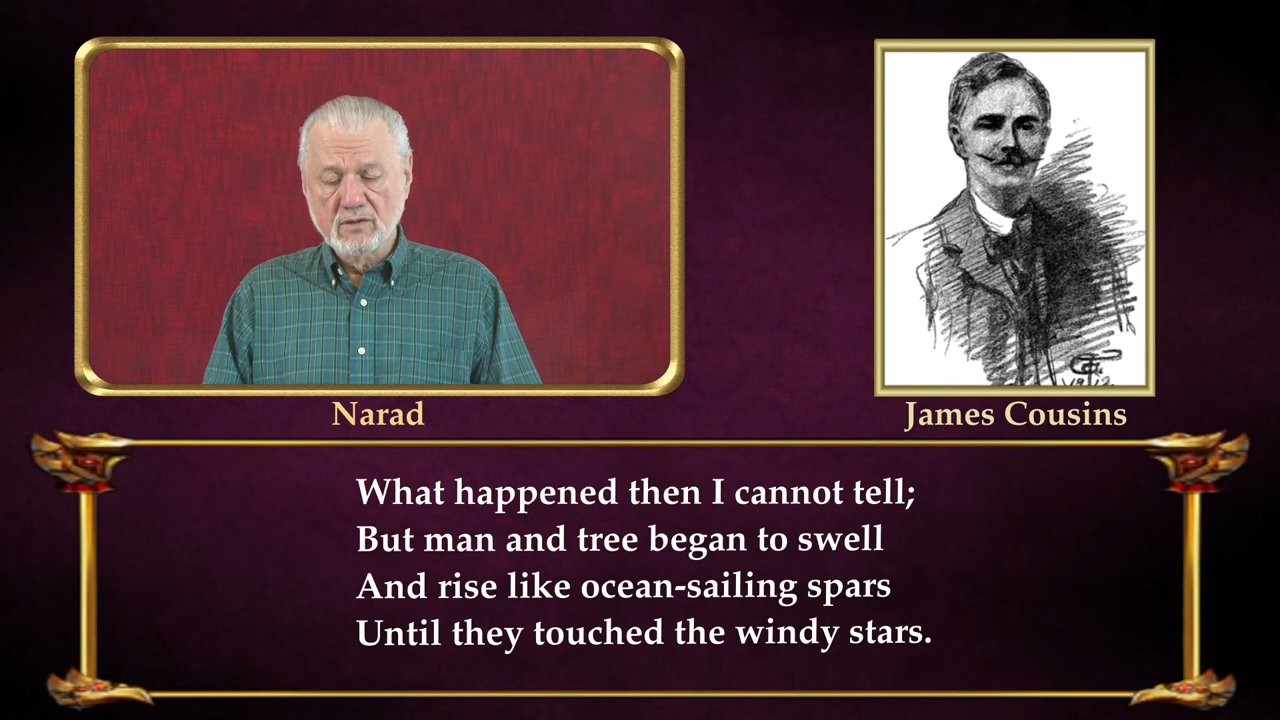 Narad
James Cousins
What happened then I cannot tell;
But man and tree began to swell
And rise like ocean-sailing spars
Until they touched the windy stars.